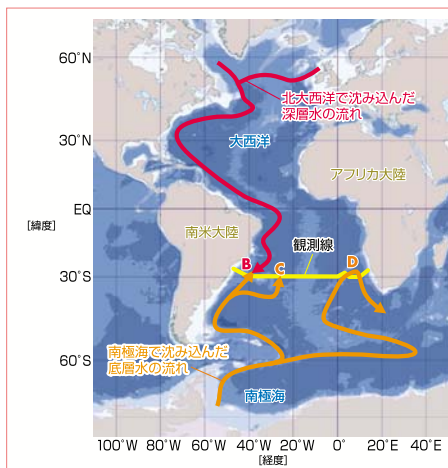 60°N
北大西洋で沈み込んだ
深層水の流れ
30°N
大西洋
アフリカ大陸
EQ
[緯度]
南米大陸
観測線
B
C
D
30°S
南極海で沈み込んだ
底層水の流れ
60°S
南極海
100°W 80°W 60°W 40°W 20°W 0° 20°E 40°E
[経度]